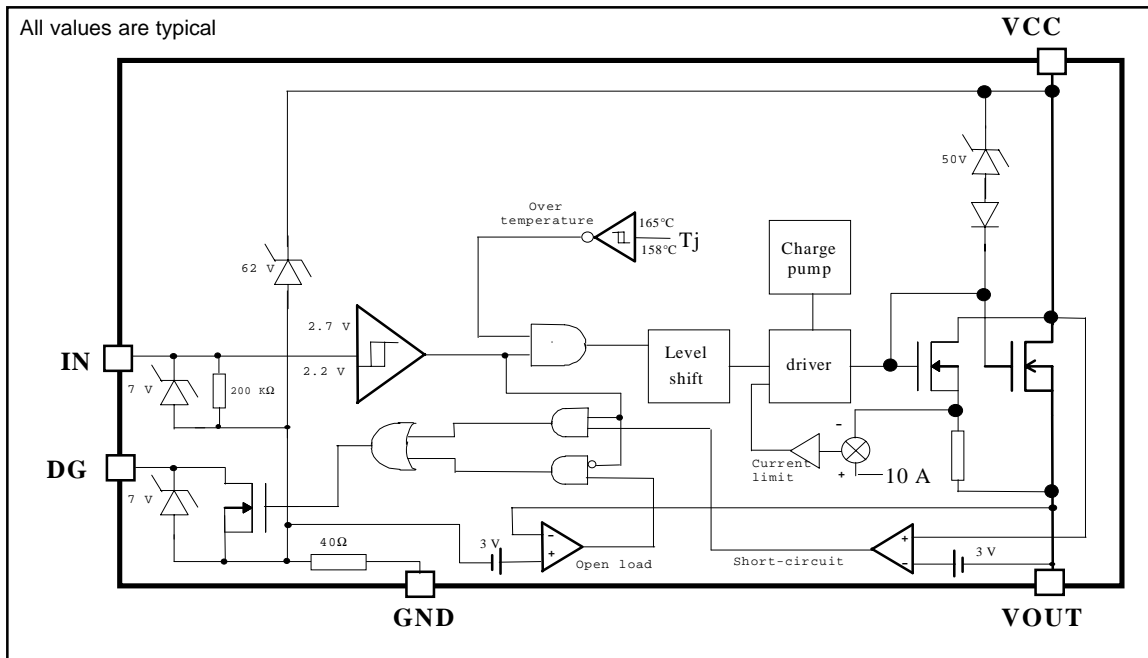 All values are typical
VCC
50V
Over
temperature
165°C
158°C
Tj
Charge
pump
62 V
2.7 V
2.2 V
IN
7 V
200 KΩ
Level
shift
driver
-
+
Current
limit
10 A
DG
7 V
40Ω
3 V
-
+
Open load
Short-circuit
+
-
3 V
GND
VOUT